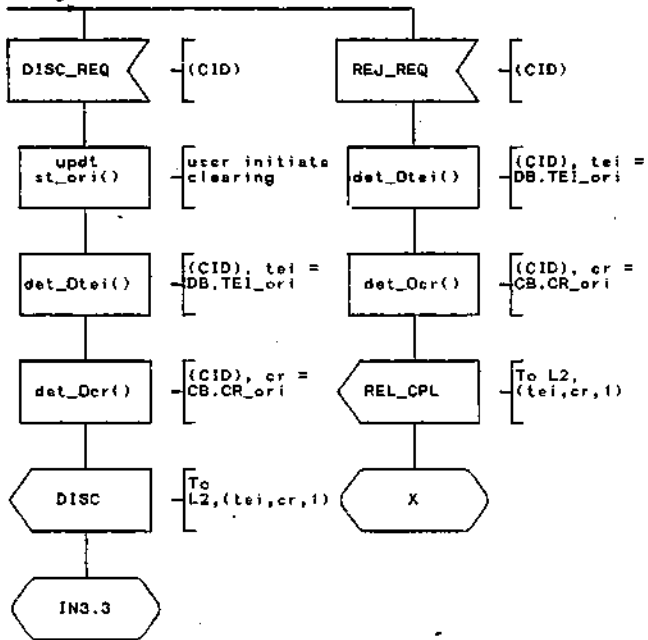 DISC_REQ
(CID)
REJ_REQ
(CID)
updt
st_ori()
user initiate
clearing
det_Otei()
(CID), tei =
DB.TEI_ori
det_Otei()
(CID), tei =
DB.TEI_ori
det_Ocr()
(CID), cr =
CB.CR_ori
det_Ocr()
(CID), cr =
CB.CR_ori
REL_CPL
To L2,
(tei,cr,1)
DISC
To
L2,(tei,cr,1)
X
IN3.3